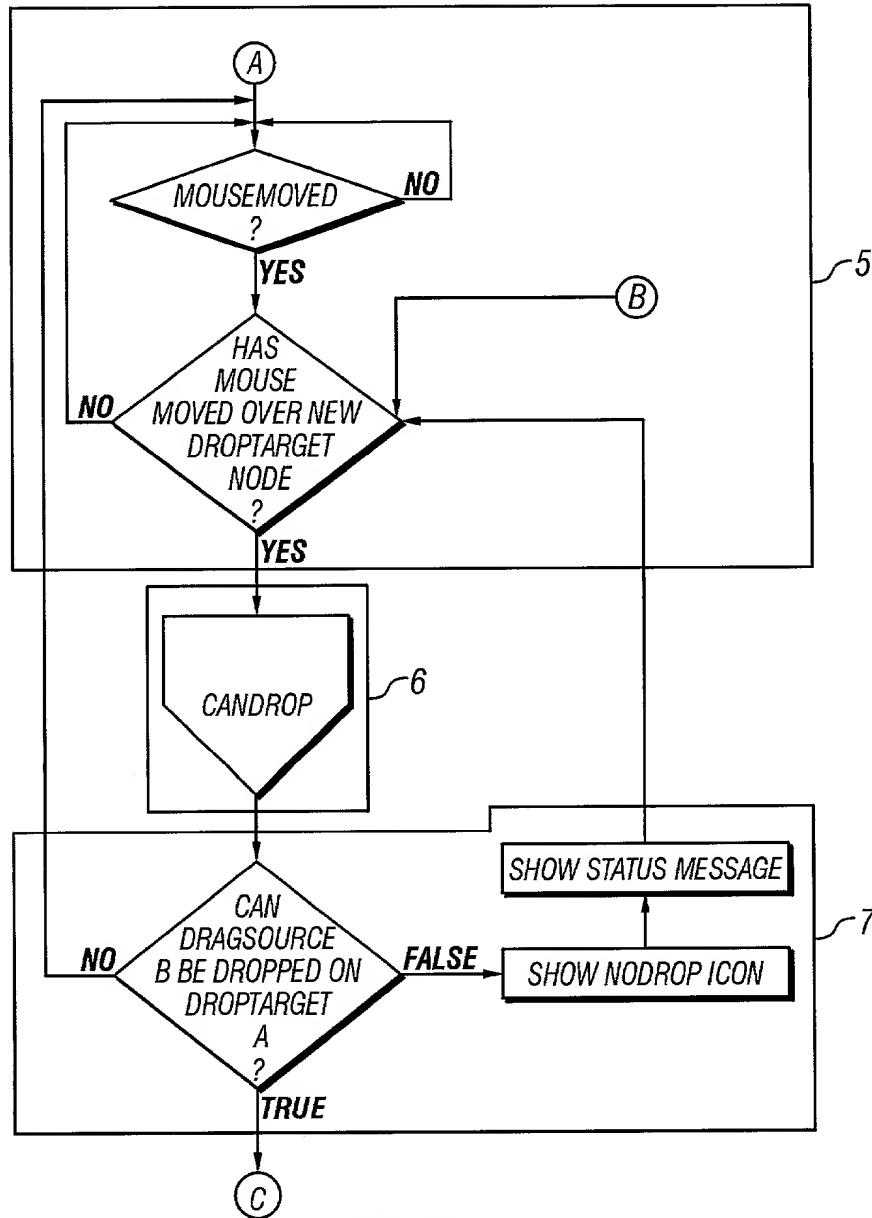 A
MOUSEMOVED
?
NO
YES
5
B
HAS
MOUSE
MOVED OVER NEW
DROPTARGET
NODE
?
NO
YES
CANDROP
6
SHOW STATUS MESSAGE
7
CAN
DRAGSOURCE
B BE DROPPED ON
DROPTARGET
A
?
NO
FALSE
SHOW NODROP ICON
TRUE
C